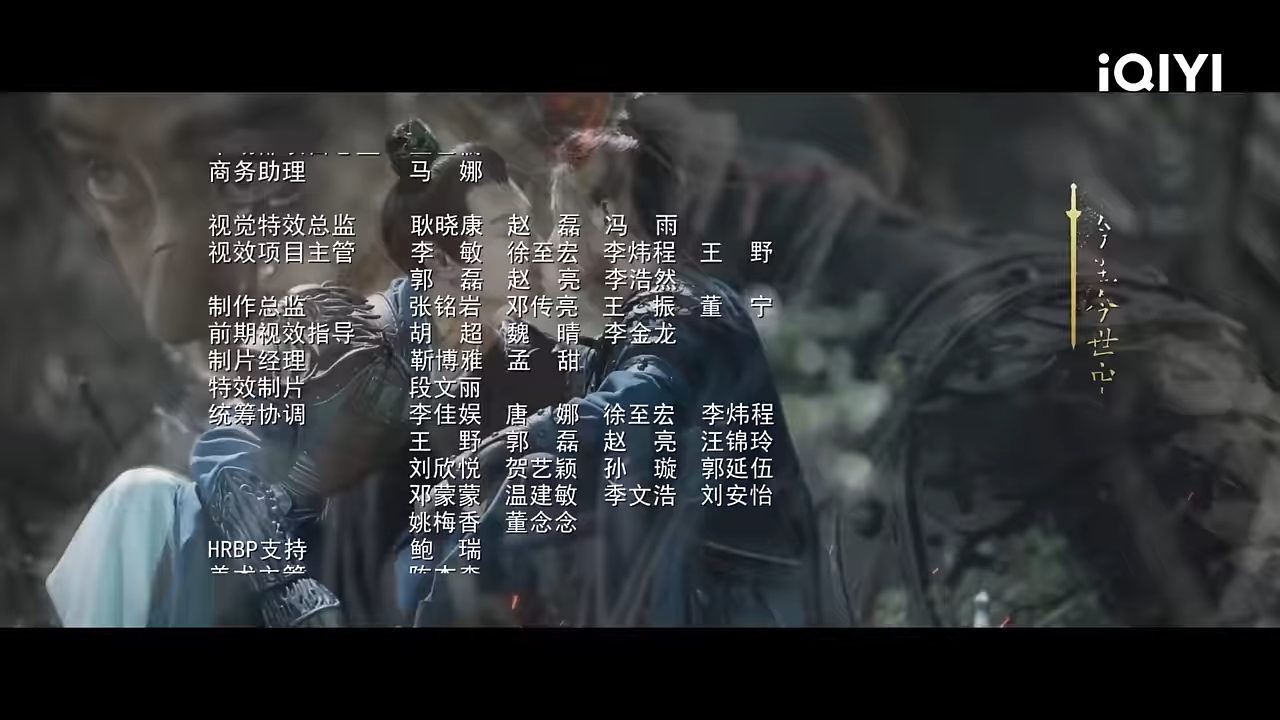 iQIYI
商务助理 马 娜
视觉特效总监 耿晓康 赵 磊 冯 雨
视效项目主管 李 敏 徐至宏 李炜程 王 野
郭 磊 赵 亮 李浩然
制作总监 张铭岩 邓传亮 王 振 董 宁
前期视效指导 胡 超 魏 晴 李金龙
制片经理 靳博雅 孟 甜
特效制片 段文丽
统筹协调 李佳娱 唐 娜 徐至宏 李炜程
王 野 郭 磊 赵 亮 汪锦玲
刘欣悦 贺艺颖 孙 璇 郭延伍
邓蒙蒙 温建敏 季文浩 刘安怡
姚梅香 董念念
HRBP支持 鲍 瑞